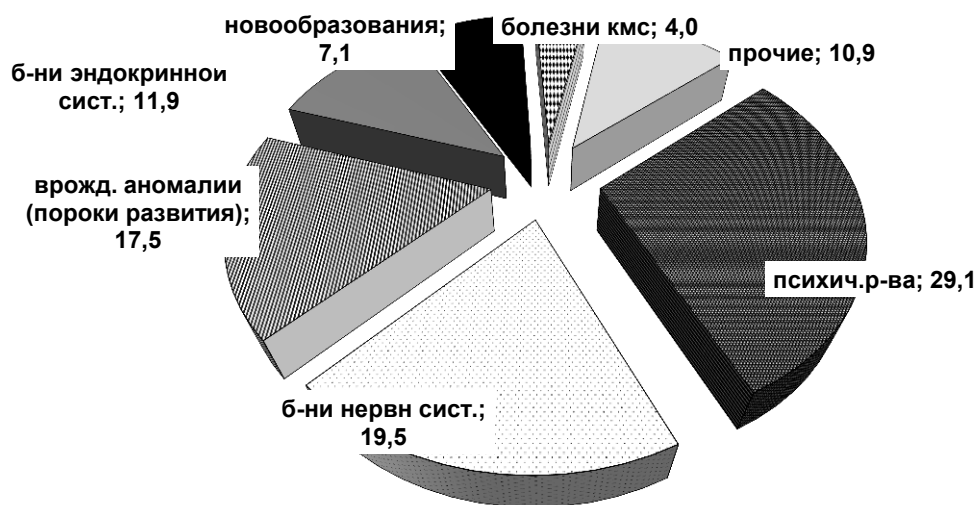 новообразования;
7,1
болезни кмс; 4,0
прочие; 10,9
б-ни эндокриннои
сист.; 11,9
врожд. аномалии
(пороки развития);
17,5
психич.р-ва; 29,1
б-ни нервн сист.;
19,5